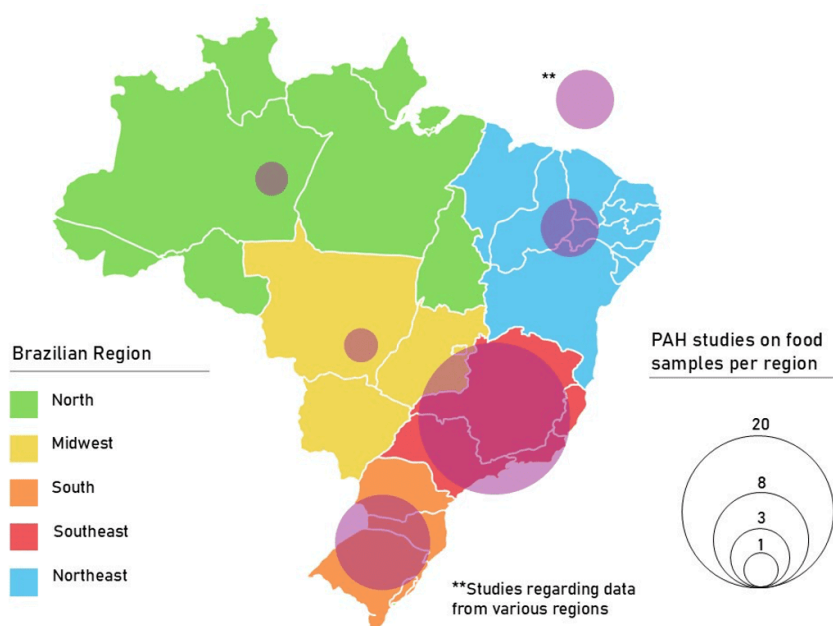 **
Brazilian Region
North
Midwest
South
Southeast
Northeast
PAH studies on food
samples per region
20
8
3
1
**Studies regarding data
from various regions